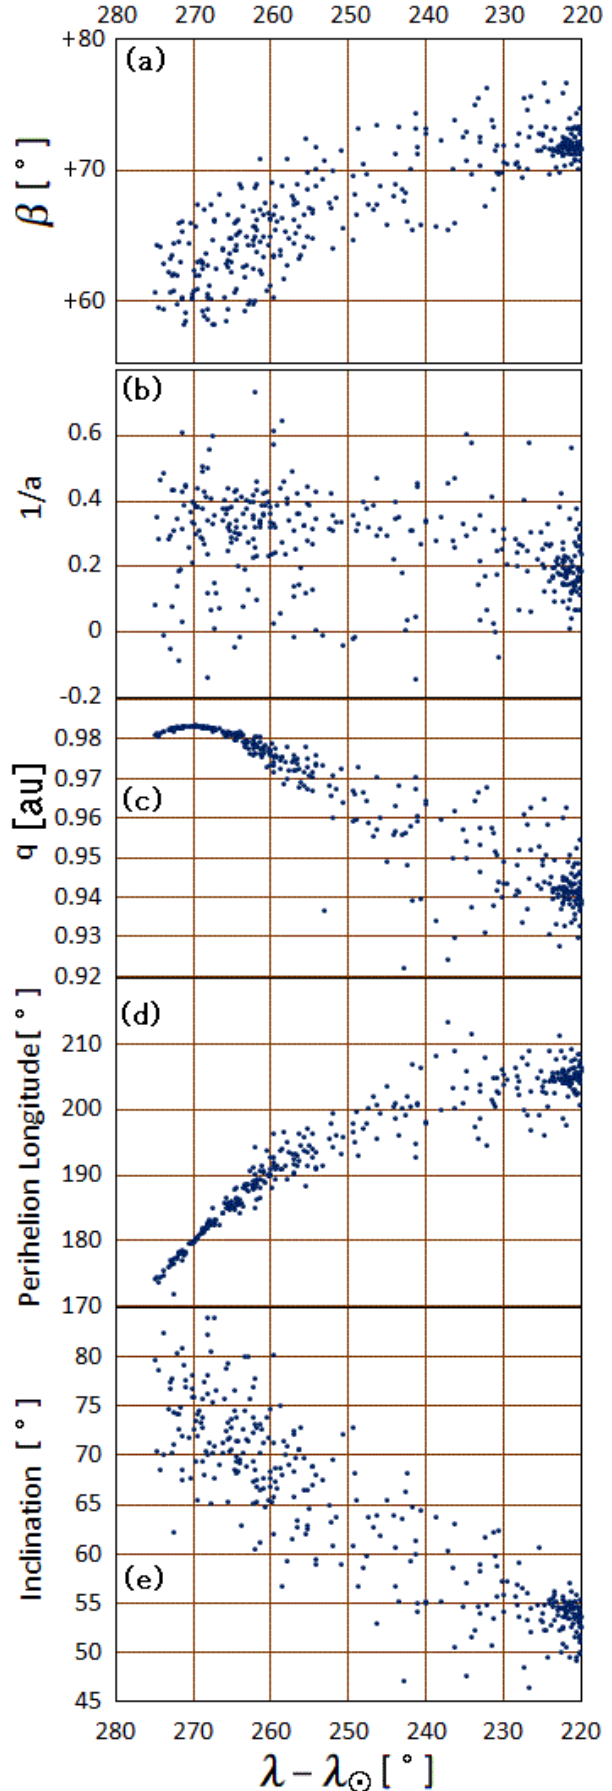 280 270 260 250 240 230 220
+80
(a)
+70
β [°]
+60
(b)
0.6
0.4
1/a
0.2
0
-0.2
0.98
0.97
(c)
0.96
q [au]
0.95
0.94
0.93
0.92
(d)
210
200
Perihelion Longitude[°]
190
180
170
80
75
70
Inclination [°]
65
60
(e)
55
50
45
280 270 260 250 240 230 220
λ − λ☉ [°]